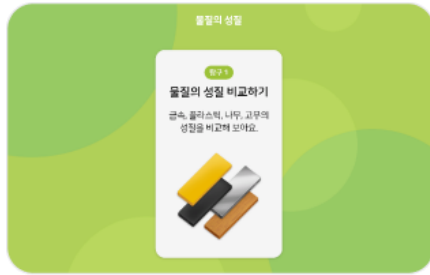 물질의 성질
탐구 1
물질의 성질 비교하기
금속, 플라스틱, 나무, 고무의
성질을 비교해 보아요.